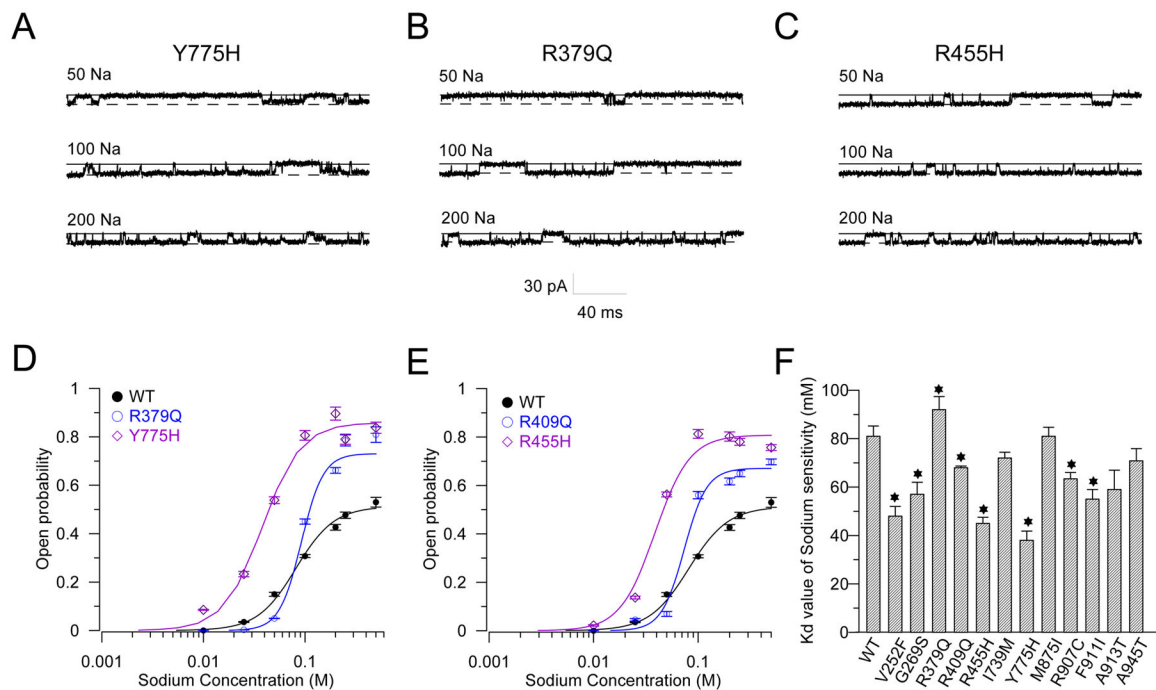 A
Y775H
50 Na
100 Na
200 Na
B
R379Q
50 Na
100 Na
200 Na
30 pA
40 ms
C
R455H
50 Na
100 Na
200 Na
D
WT
R379Q
Y775H
Open probability
1
0.8
0.6
0.4
0.2
0
0.001
0.01
0.1
Sodium Concentration (M)
E
WT
R409Q
R455H
Open probability
1
0.8
0.6
0.4
0.2
0
0.001
0.01
0.1
Sodium Concentration (M)
F
Kd value of Sodium sensitivity (mM)
100
80
60
40
20
0
WT
V252F
G269S
R379Q
R409Q
R455H
I739M
Y775H
M875I
R907C
F911I
A913T
A945T